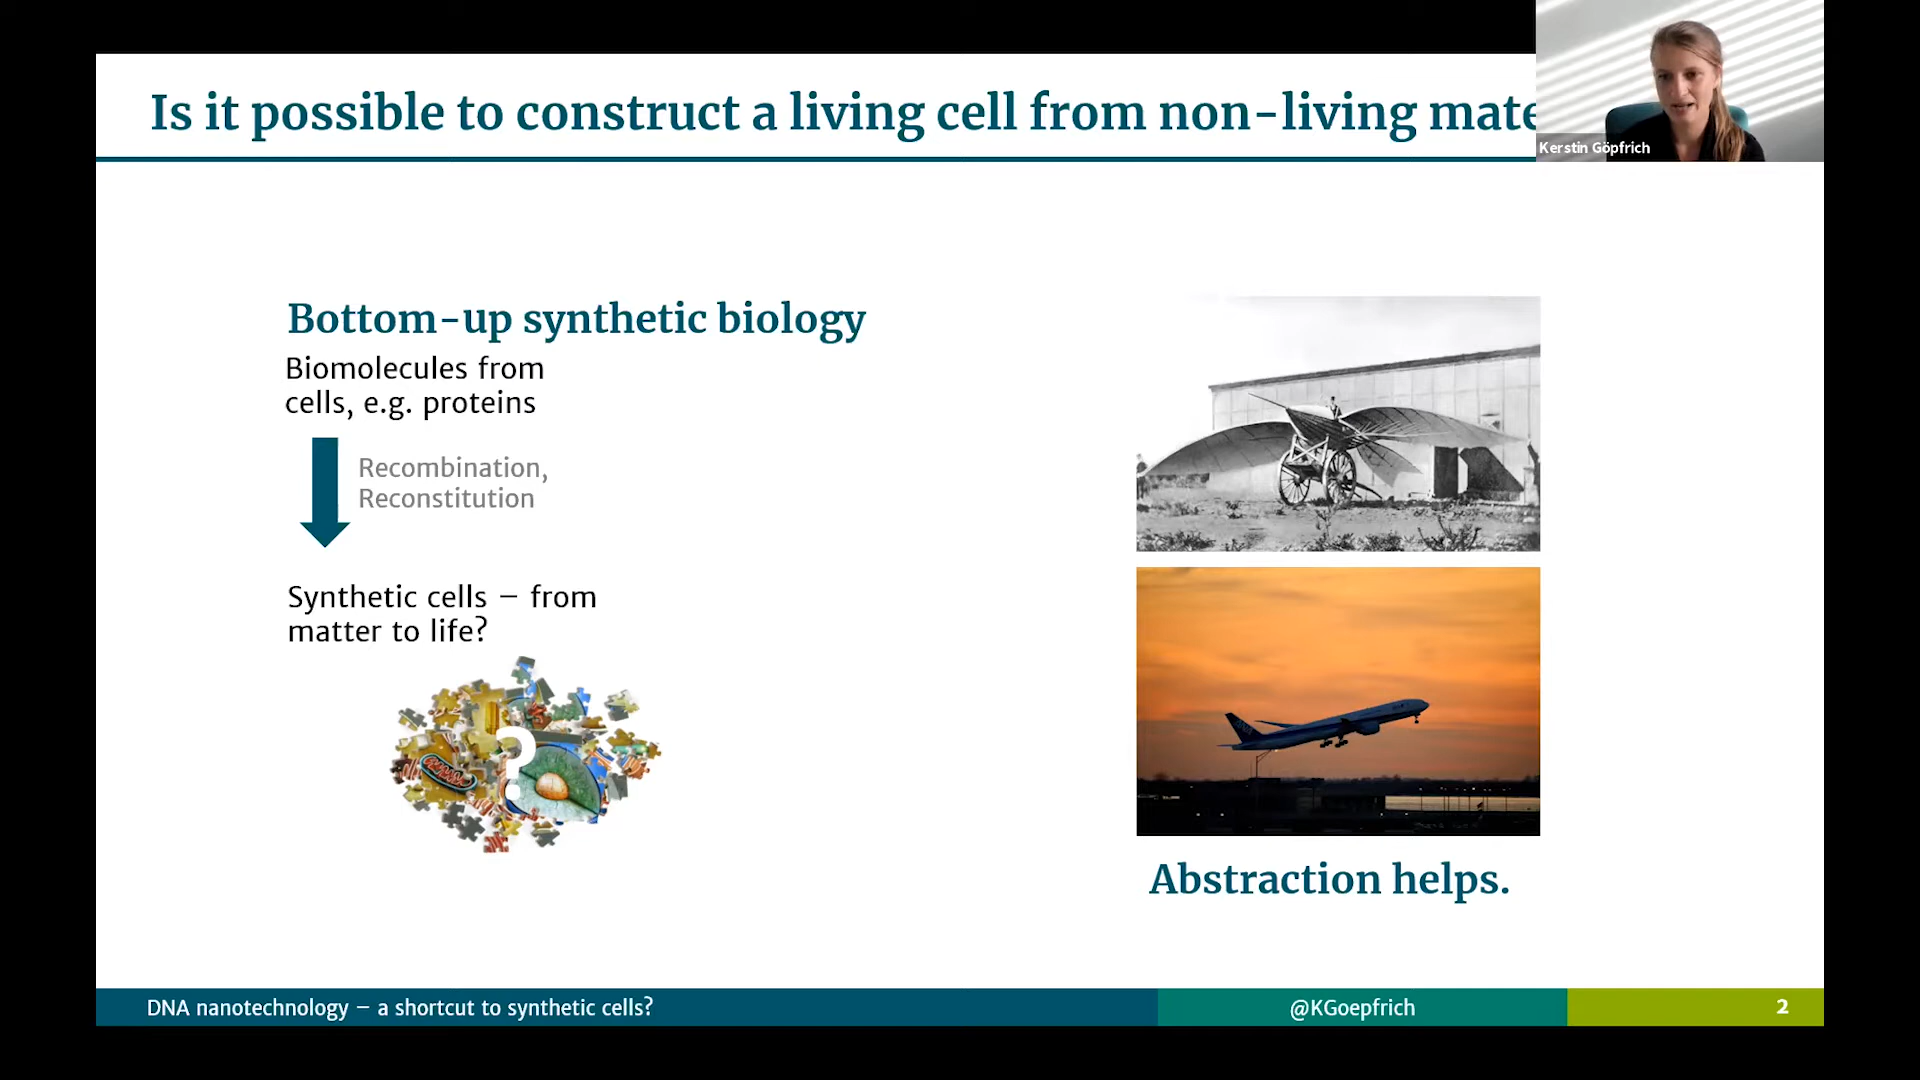 Is it possible to construct a living cell from non-living mate
Kerstin Göpfrich
Bottom-up synthetic biology
Biomolecules from
cells, e.g. proteins
Recombination,
Reconstitution
Synthetic cells – from
matter to life?
?
Abstraction helps.
DNA nanotechnology – a shortcut to synthetic cells?
@KGoepfrich
2